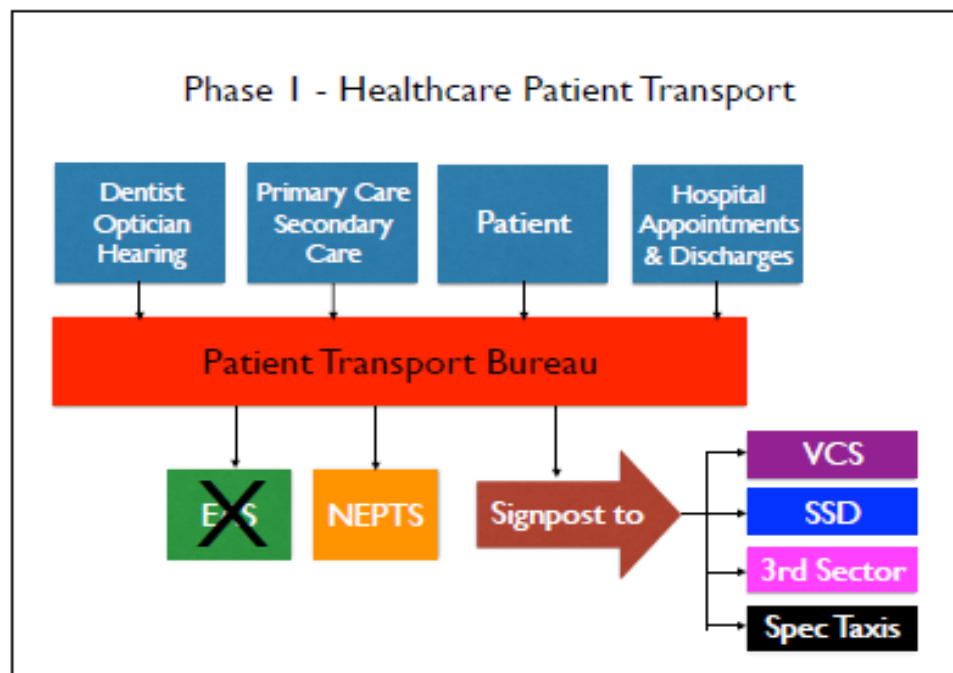 Phase 1 - Healthcare Patient Transport
Dentist
Optician
Hearing
Primary Care
Secondary
Care
Patient
Hospital
Appointments
& Discharges
Patient Transport Bureau
NEPTS
Signpost to
VCS
SSD
3rd Sector
Spec Taxis